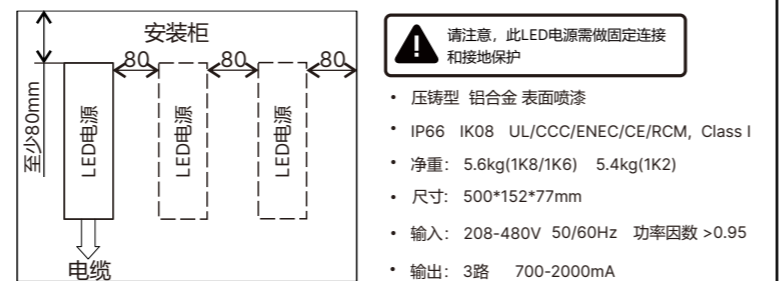 安装柜
80
80
80
至少80mm
LED电源
LED电源
LED电源
电缆
请注意，此LED电源需做固定连接
和接地保护
• 压铸型 铝合金 表面喷漆
• IP66 IK08 UL/CCC/ENEC/CE/RCM, Class I
• 净重： 5.6kg(1K8/1K6) 5.4kg(1K2)
• 尺寸: 500*152*77mm
• 输入： 208-480V 50/60Hz 功率因数 >0.95
• 输出： 3路 700-2000mA